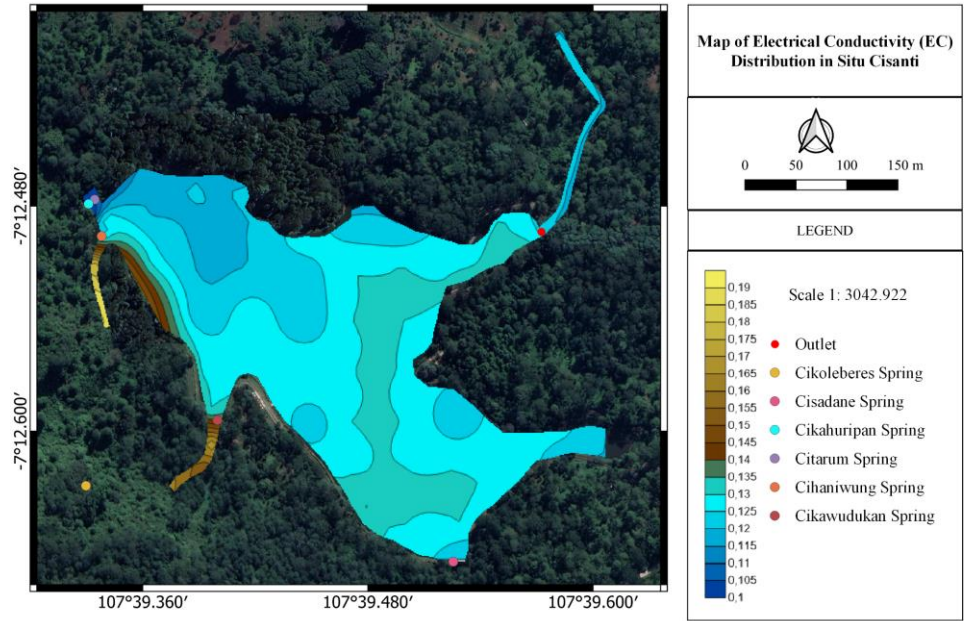 Map of Electrical Conductivity (EC)
Distribution in Situ Cisanti
0 50 100 150 m
LEGEND
Scale 1: 3042.922
0,19
0,185
0,18
0,175
0,17
0,165
0,16
0,155
0,15
0,145
0,14
0,135
0,13
0,125
0,12
0,115
0,11
0,105
0,1
Outlet
Cikoleberes Spring
Cisadane Spring
Cikahuripan Spring
Citarum Spring
Cihaniwung Spring
Cikawudukan Spring
-7°12.480'
-7°12.600'
107°39.360' 107°39.480' 107°39.600'